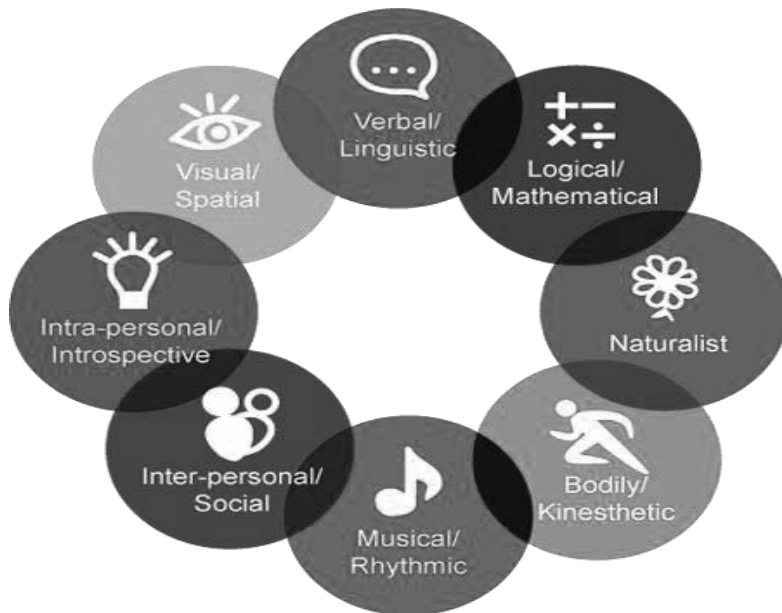 Verbal/
Linguistic
Logical/
Mathematical
Naturalist
Bodily/
Kinesthetic
Musical/
Rhythmic
Inter-personal/
Social
Intra-personal/
Introspective
Visual/
Spatial